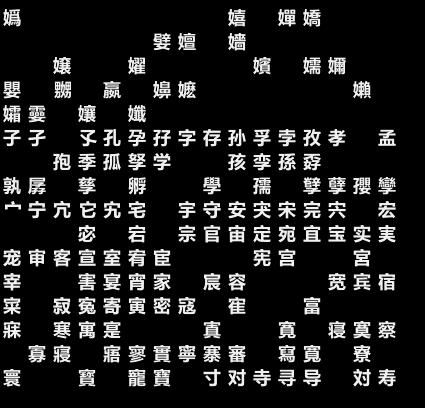 嬀 嬉 嬋 嬌
嬖 嬗 嬙
嬢 嬥 嬪 嬬 嬭
嬰 嬲 嬴 嬶 嬷 嬾
孀 孁 孃 孅
子 孑 孓 孔 孕 孖 字 存 孙 孚 孛 孜 孝 孟
孢 季 孤 孥 学 孩 孪 孫 孬
孰 孱 孳 孵 學 孺 孼 孽 孾 孿
宀 宁 宂 它 宄 宅 宇 守 安 宊 宋 完 宍 宏
宓 宕 宗 官 宙 定 宛 宜 宝 实 実
宠 审 客 宣 室 宥 宦 宪 宫 宮
宰 害 宴 宵 家 宸 容 宽 宾 宿
寀 寂 寃 寄 寅 密 寇 寉 富
寐 寒 寓 寔 寘 寛 寝 寞 察
寡 寢 寤 寥 實 寧 寨 審 寫 寬 寮
寰 寳 寵 寶 寸 对 寺 寻 导 対 寿